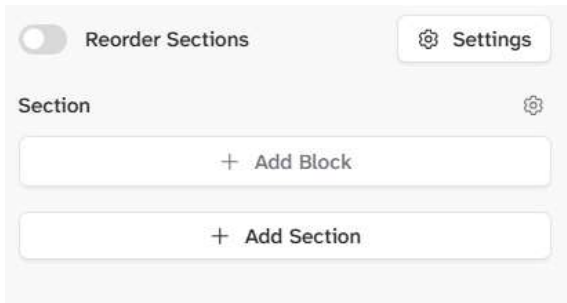 Reorder Sections Settings
Section
+ Add Block
+ Add Section